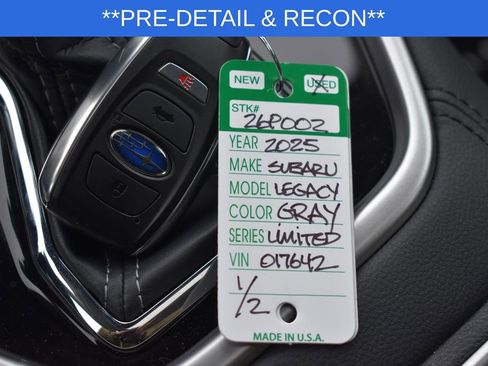 **PRE-DETAIL & RECON**
NEW USED
STK# 26P002
YEAR 2025
MAKE SUBARU
MODEL LEGACY
COLOR GRAY
SERIES LIMITED
VIN 017642
1/2
MADE IN U.S.A.